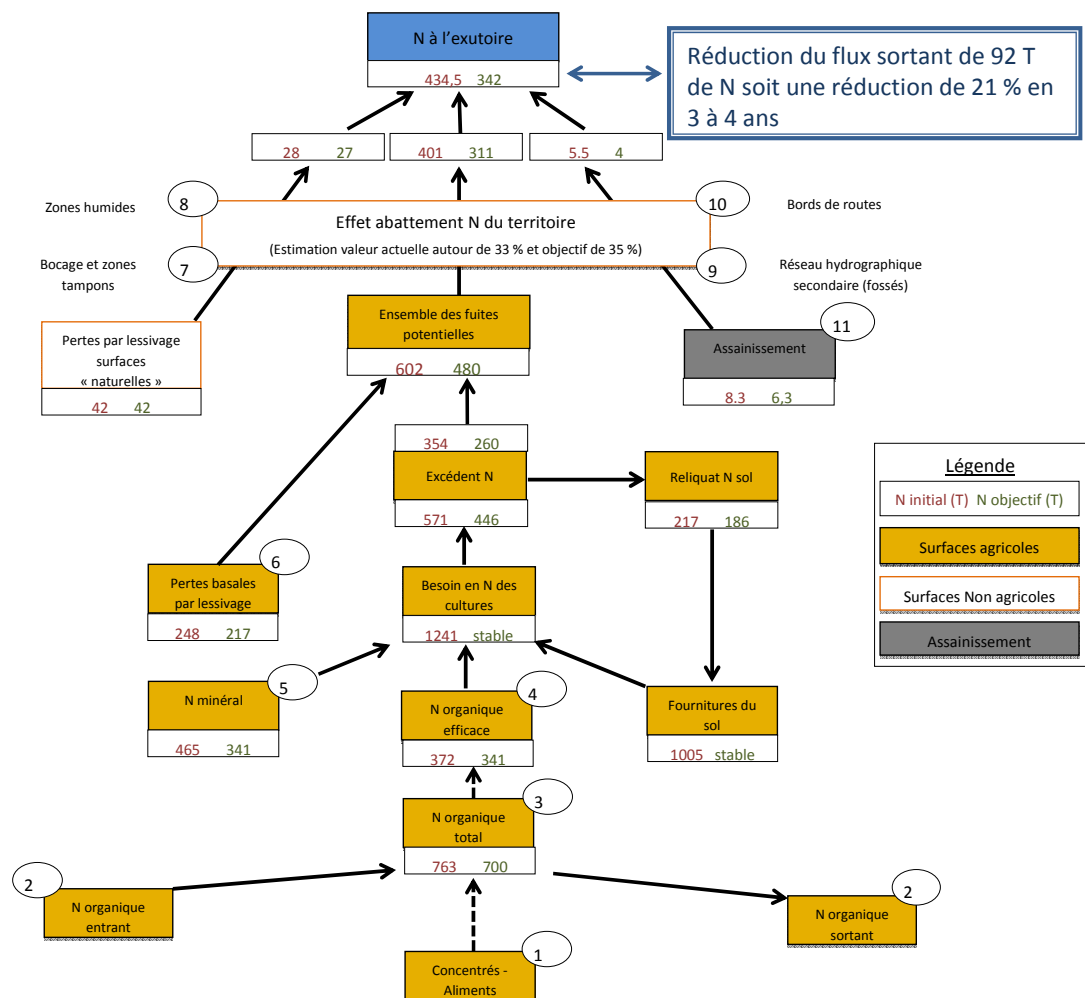 N à l'exutoire
434,5 342
Réduction du flux sortant de 92 T
de N soit une réduction de 21 % en
3 à 4 ans
28 27
401 311
5.5 4
8
10
Zones humides
Bords de routes
Effet abattement N du territoire
(Estimation valeur actuelle autour de 33 % et objectif de 35 %)
Bocage et zones
tampons
7
9
Réseau hydrographique
secondaire (fossés)
Ensemble des fuites
potentielles
602 480
11
Pertes par lessivage
surfaces
« naturelles »
42 42
Assainissement
8.3 6,3
354 260
Excédent N
571 446
Reliquat N sol
217 186
Légende
N initial (T) N objectif (T)
Surfaces agricoles
Surfaces Non agricoles
Assainissement
6
Pertes basales
par lessivage
248 217
Besoin en N des
cultures
1241 stable
5
N minéral
465 341
4
N organique
efficace
372 341
Fournitures du
sol
1005 stable
3
N organique
total
763 700
2
N organique
entrant
2
N organique
sortant
1
Concentrés -
Aliments